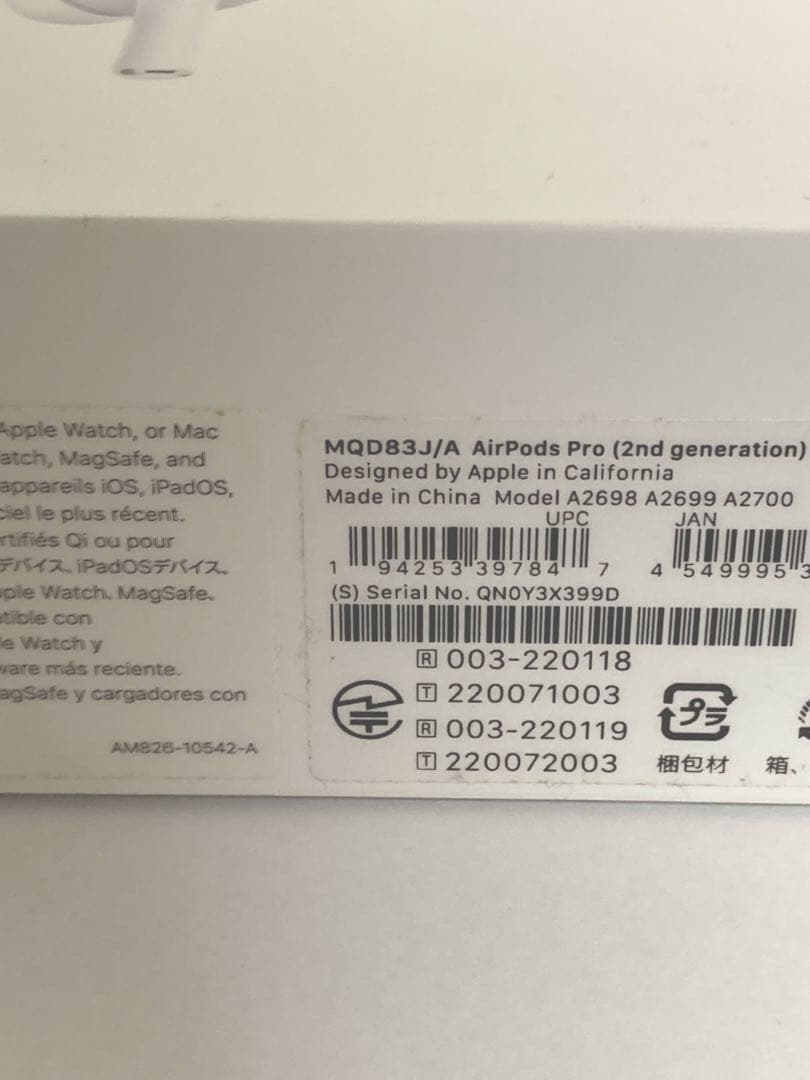 Apple Watch, or Mac
atch, MagSafe, and
appareils iOS, iPadOS,
ciel le plus récent.
rtifiés Qi ou pour
デバイス、iPadOSデバイス、
ple Watch、MagSafe、
tible con
le Watch y
ware más reciente.
agSafe y cargadores con
AM826-10542-A
MQD83J/A AirPods Pro (2nd generation)
Designed by Apple in California
Made in China Model A2698 A2699 A2700
UPC JAN
1 94253 39784 7 4 549995 3
(S) Serial No. QN0Y3X399D
R 003-220118
T 220071003
R 003-220119
T 220072003
プラ
梱包材 箱、